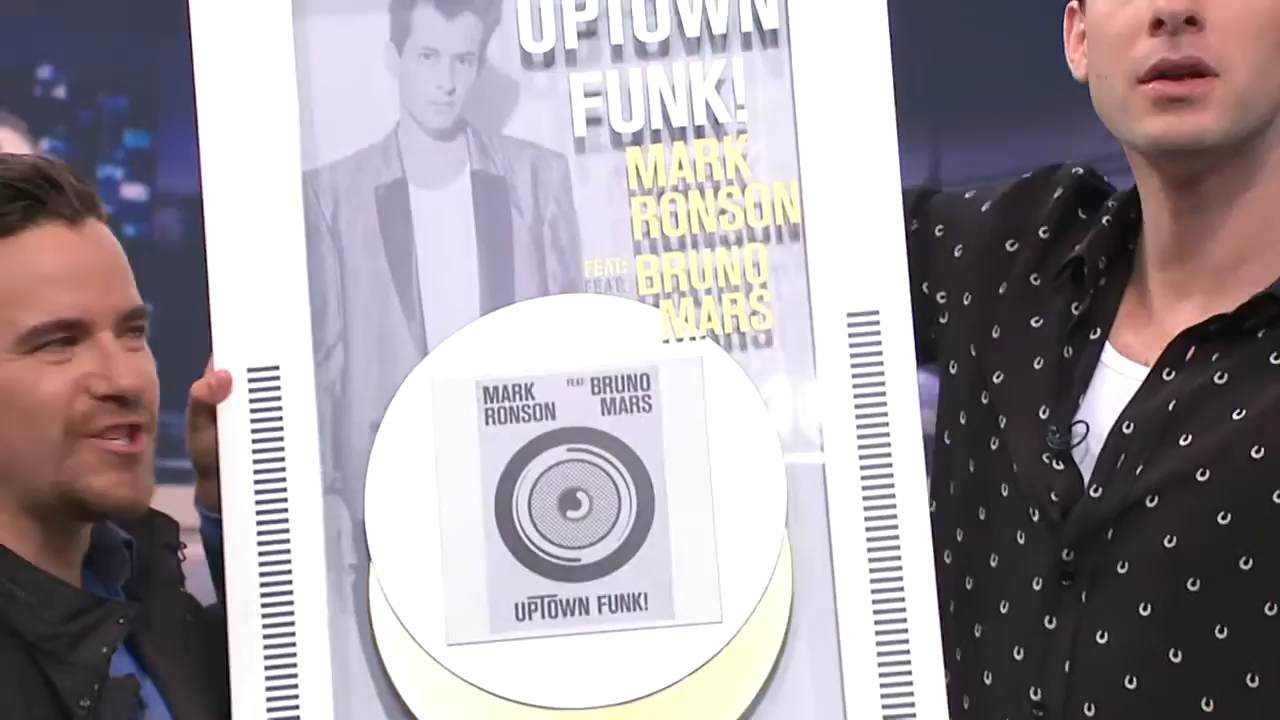 UPTOWN
FUNK!
MARK
RONSON
FEAT: BRUNO
MARS
MARK FEAT. BRUNO
RONSON MARS
UPTOWN FUNK!